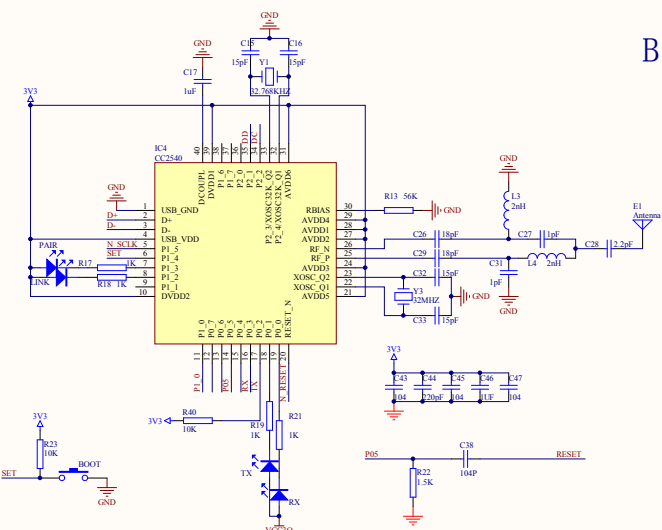 B
GND
C15
C16
15pF
Y1
15pF
32.768KHZ
GND
C17
1uF
3V3
DD
DC
40
39
38
37
36
35
34
33
32
31
IC4
CC2540
DCOUPL
DVDD1
P1_6
P1_7
P2_0
P2_1
P2_2
P2_3/XOSC32K_Q2
P2_4/XOSC32K_Q1
AVDD6
GND
D+
D-
N_SCLK
SET
PAIR
LINK
R17
1K
R18
1K
1 USB_GND
2 D+
3 D-
4 USB_VDD
5 P1_5
6 P1_4
7 P1_3
8 P1_2
9 P1_1
10 DVDD2
RBIAS 30
AVDD4 29
AVDD1 28
AVDD2 27
RF_N 26
RF_P 25
AVDD3 24
XOSC_Q2 23
XOSC_Q1 22
AVDD5 21
P1_0
P0_7
P0_6
P0_5
P0_4
P0_3
P0_2
P0_1
P0_0
RESET_N
11
12
13
14
15
16
17
18
19
20
P1_0
P05
RX
TX
N_RESET
R13 56K
GND
C26
18pF
C29
18pF
C32
15pF
Y3
32MHZ
C33
15pF
GND
GND
L3
2nH
C27
1pF
L4 2nH
C31
1pF
GND
C28
2.2pF
E1
Antenna
3V3
C43
104
C44
220pF
C45
104
C46
1UF
C47
104
3V3
R40
10K
R19
1K
R21
1K
TX
RX
3V3
R23
10K
SET
BOOT
GND
P05
C38
104P
RESET
R22
1.5K